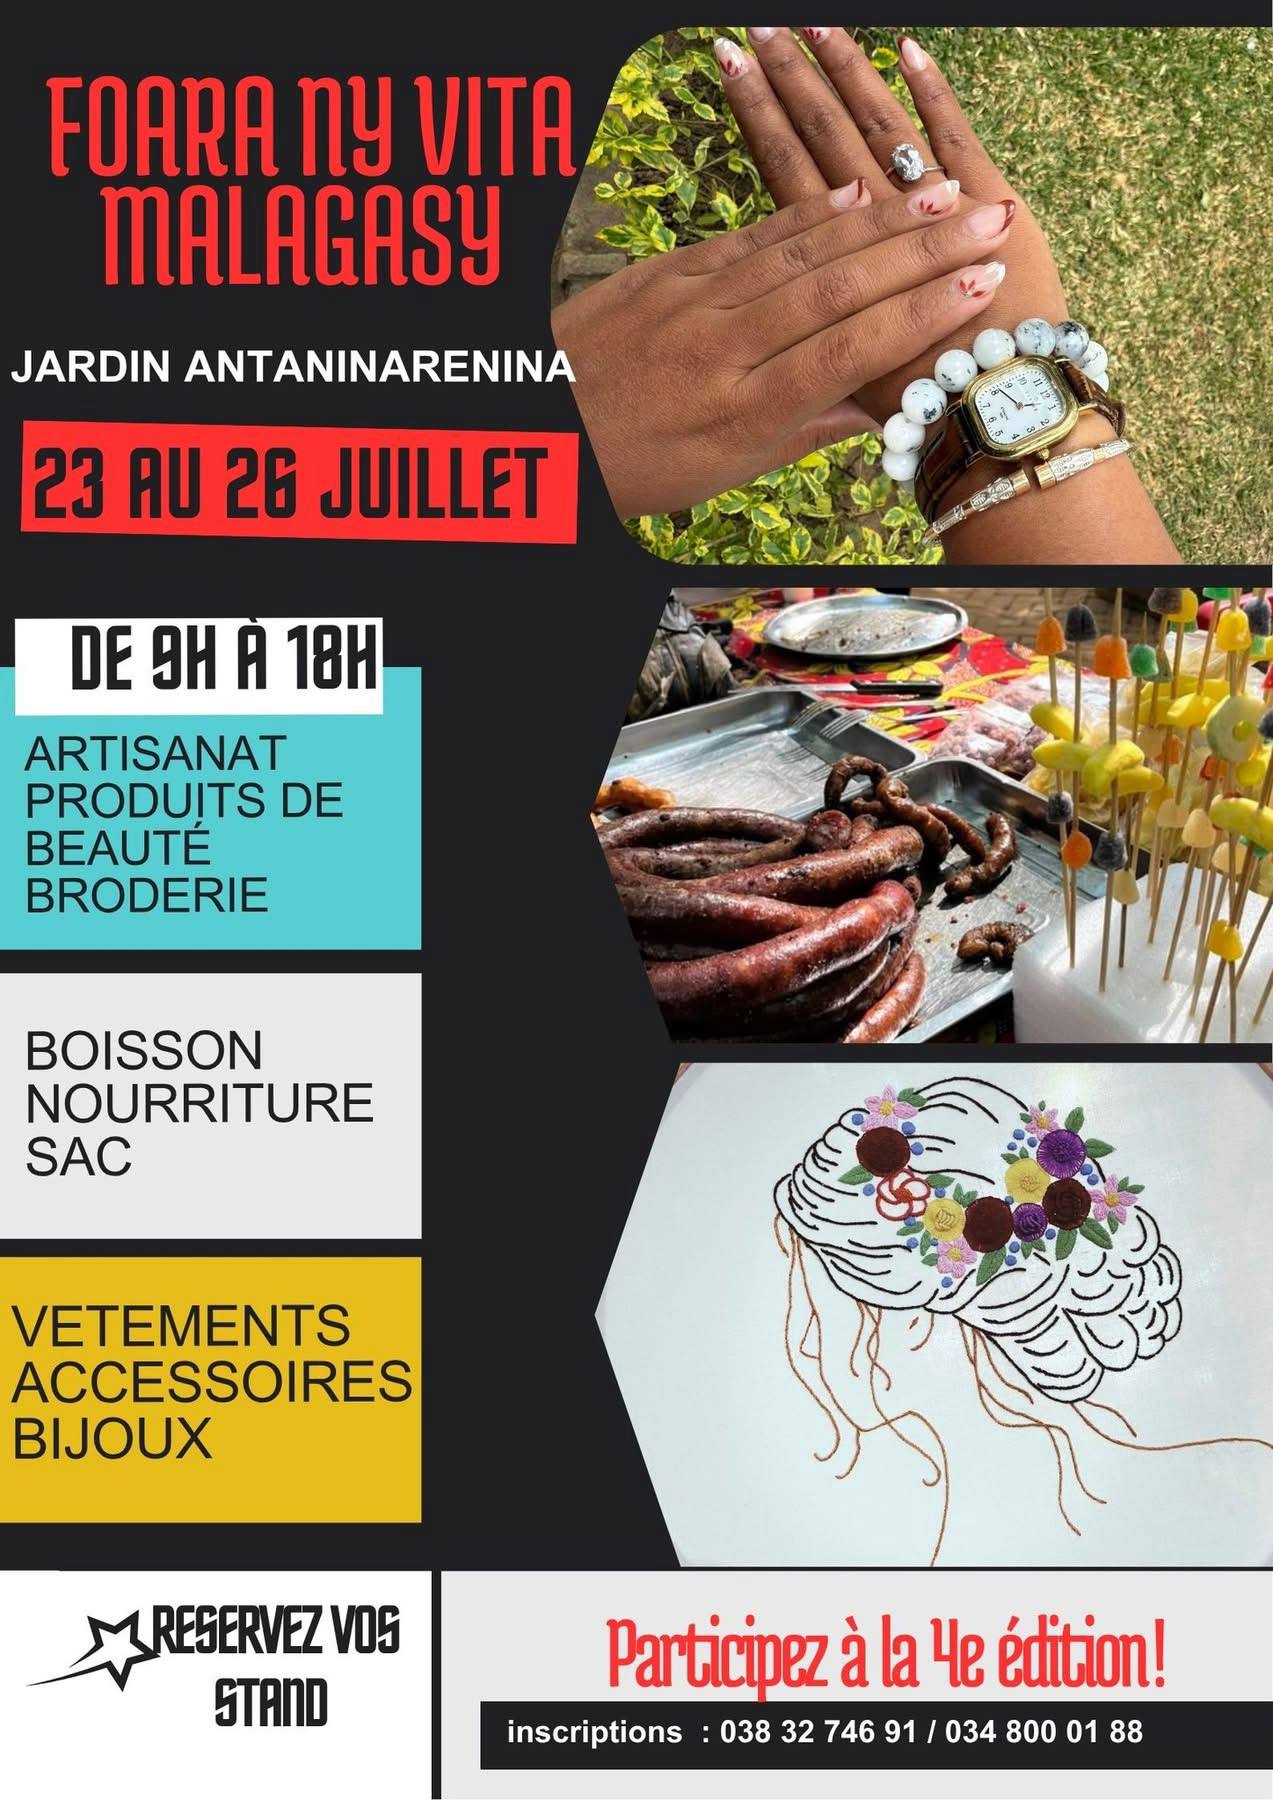 FOARA NY VITA
MALAGASY
JARDIN ANTANINARENINA
23 AU 26 JUILLET
DE 9H À 18H
ARTISANAT
PRODUITS DE
BEAUTÉ
BRODERIE
BOISSON
NOURRITURE
SAC
VETEMENTS
ACCESSOIRES
BIJOUX
RESERVEZ VOS
STAND
Participez à la 4e édition!
inscriptions : 038 32 746 91 / 034 800 01 88